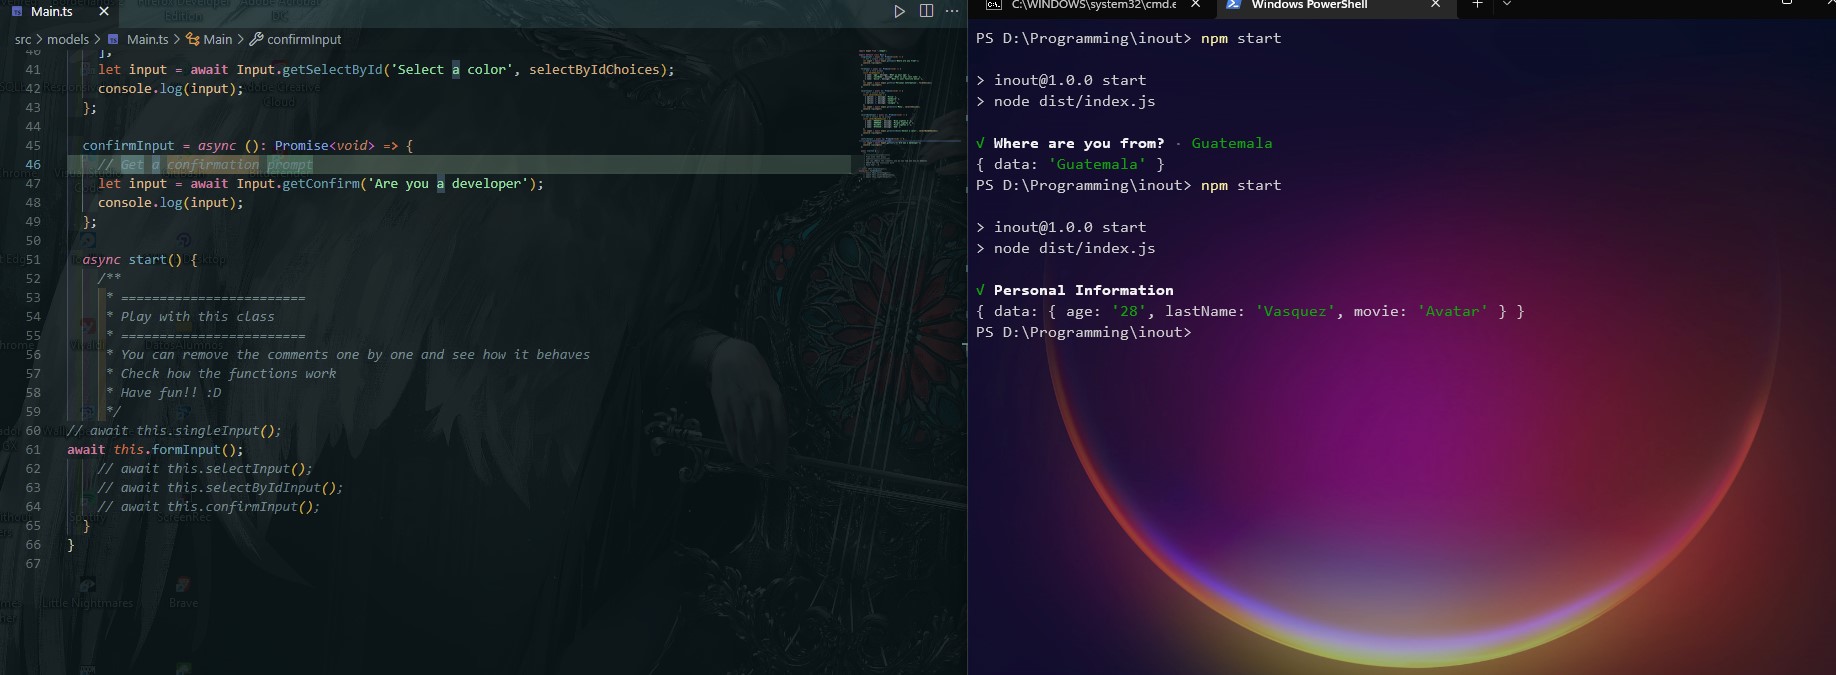 Main.ts
src > models > Main.ts > Main > confirmInput
40 ];
41 let input = await Input.getSelectById('Select a color', selectByIdChoices);
42 console.log(input);
43 };
44
45 confirmInput = async (): Promise<void> => {
46 // Get a confirmation prompt
47 let input = await Input.getConfirm('Are you a developer');
48 console.log(input);
49 };
50
51 async start() {
52 /**
53 * ========================
54 * Play with this class
55 * ========================
56 * You can remove the comments one by one and see how it behaves
57 * Check how the functions work
58 * Have fun!! :D
59 */
60 // await this.singleInput();
61 await this.formInput();
62 // await this.selectInput();
63 // await this.selectByIdInput();
64 // await this.confirmInput();
65 }
66 }
67
Little Nightmares
Brave
C:\WINDOWS\system32\cmd.e
Windows PowerShell
PS D:\Programming\inout> npm start
> inout@1.0.0 start
> node dist/index.js
√ Where are you from? · Guatemala
{ data: 'Guatemala' }
PS D:\Programming\inout> npm start
> inout@1.0.0 start
> node dist/index.js
√ Personal Information
{ data: { age: '28', lastName: 'Vasquez', movie: 'Avatar' } }
PS D:\Programming\inout>